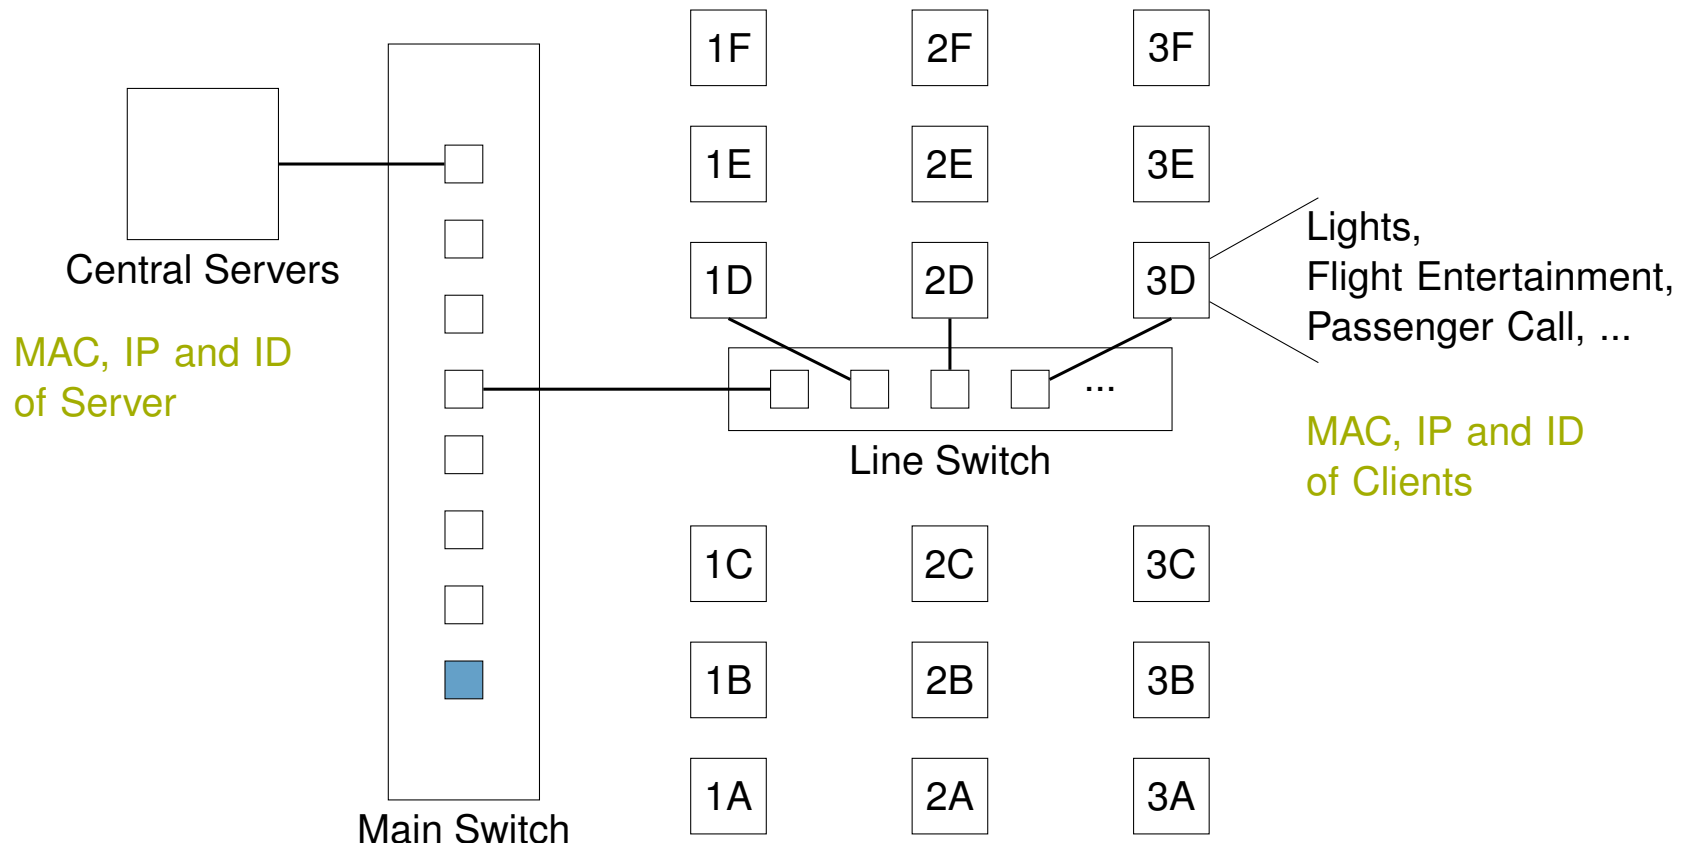 1F
2F
3F
1E
2E
3E
Central Servers
1D
2D
3D
Lights,
Flight Entertainment,
Passenger Call, ...
MAC, IP and ID
of Server
...
Line Switch
MAC, IP and ID
of Clients
1C
2C
3C
1B
2B
3B
1A
2A
3A
Main Switch